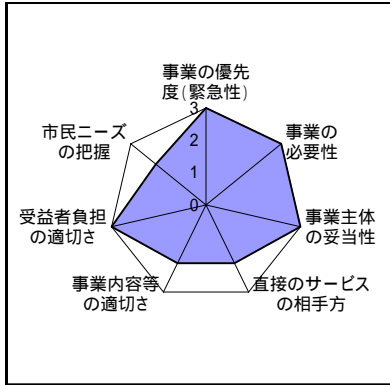 事業の優先
度(緊急性)
3
2
1
0
事業の
必要性
事業主体
の妥当性
直接のサービス
の相手方
事業内容等
の適切さ
受益者負担
の適切さ
市民ニーズ
の把握